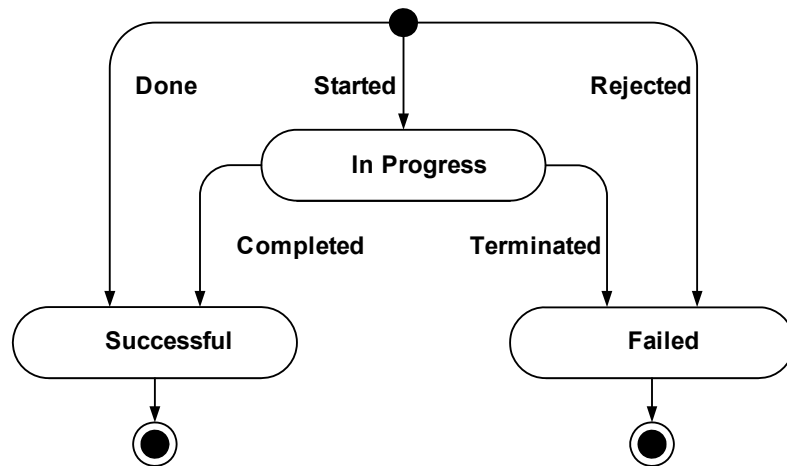 Done
Started
Rejected
In Progress
Completed
Terminated
Successful
Failed